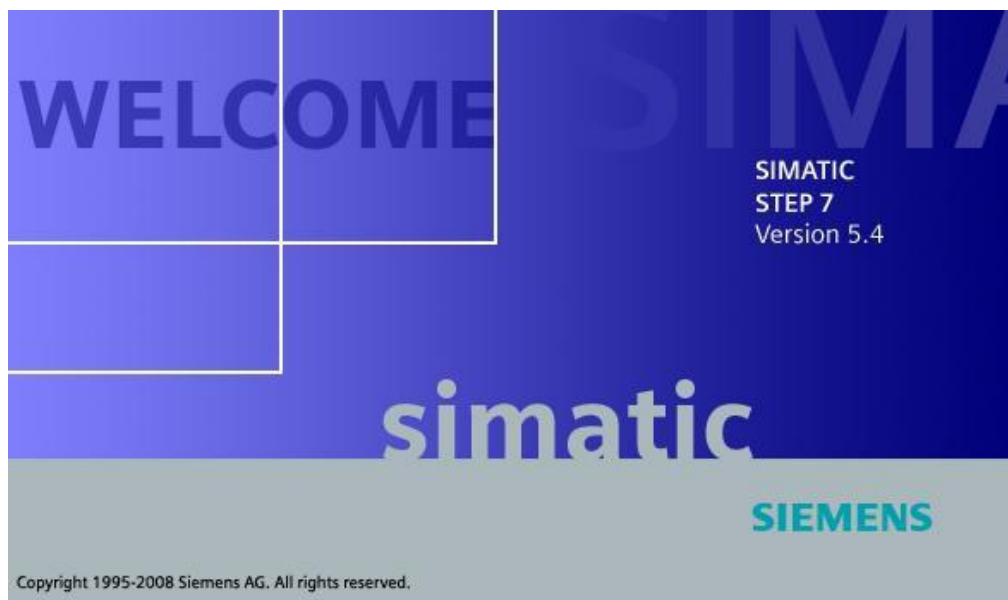 WELCOME
SIMA
SIMATIC
STEP 7
Version 5.4
simatic
SIEMENS
Copyright 1995-2008 Siemens AG. All rights reserved.